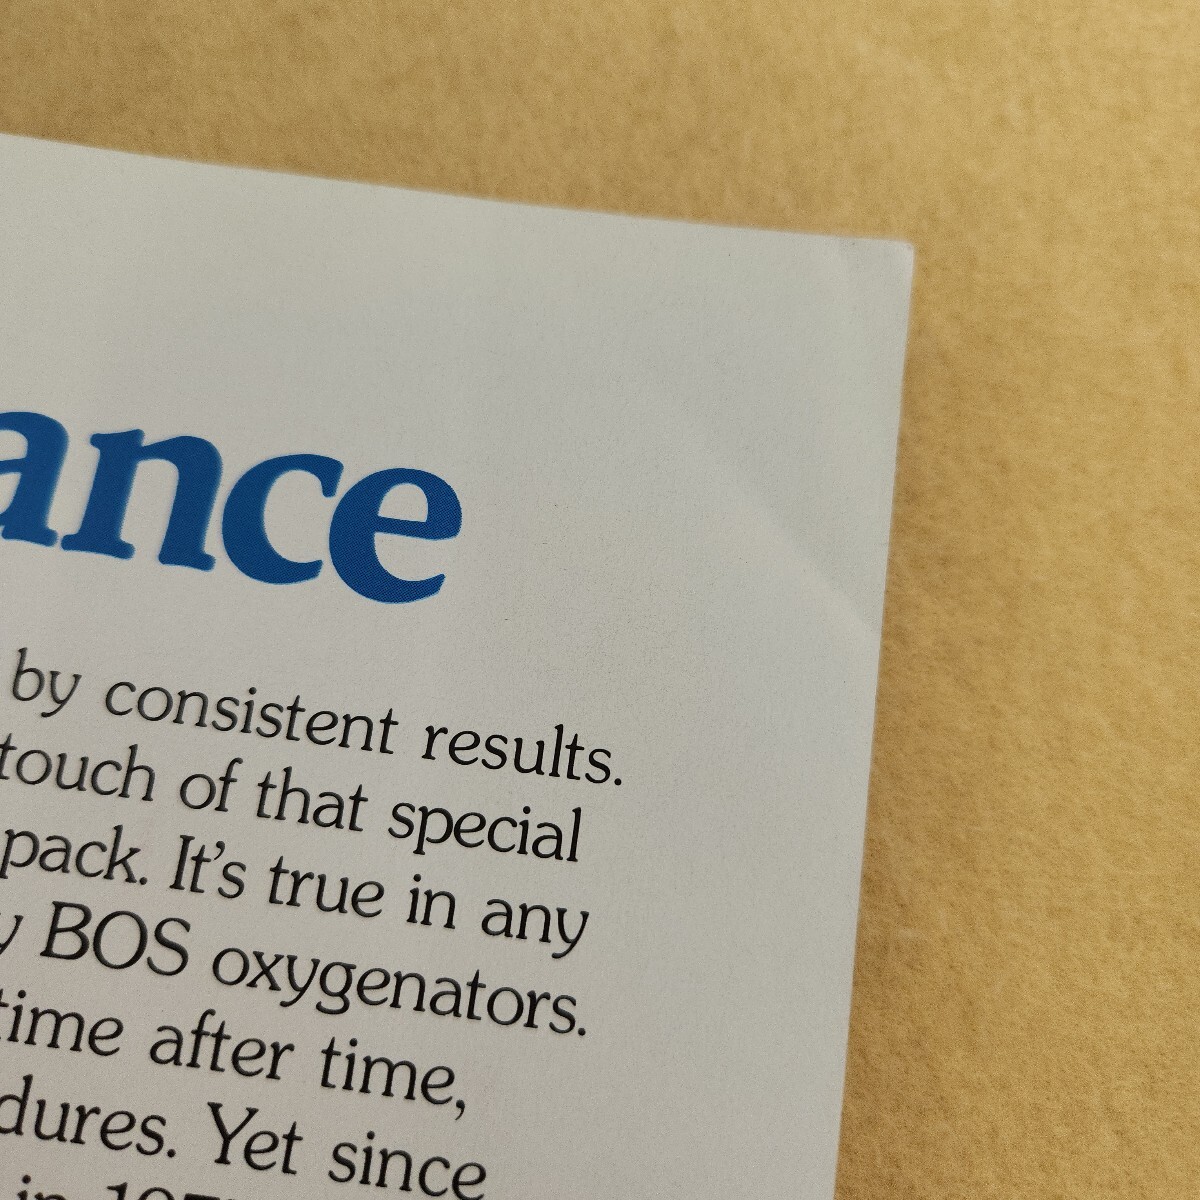 ance
by consistent results.
touch of that special
pack. It's true in any
y BOS oxygenators.
time after time,
dures. Yet since
in